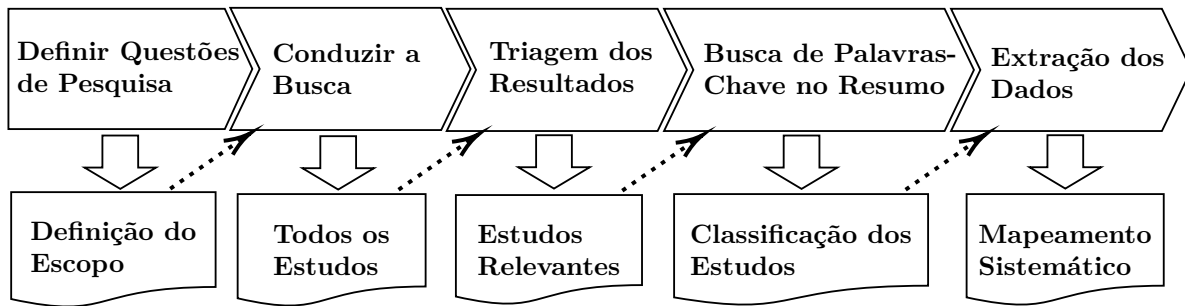 Definir Questões
de Pesquisa
Conduzir a
Busca
Triagem dos
Resultados
Busca de Palavras-
Chave no Resumo
Extração dos
Dados
Definição do
Escopo
Todos os
Estudos
Estudos
Relevantes
Classificação dos
Estudos
Mapeamento
Sistemático